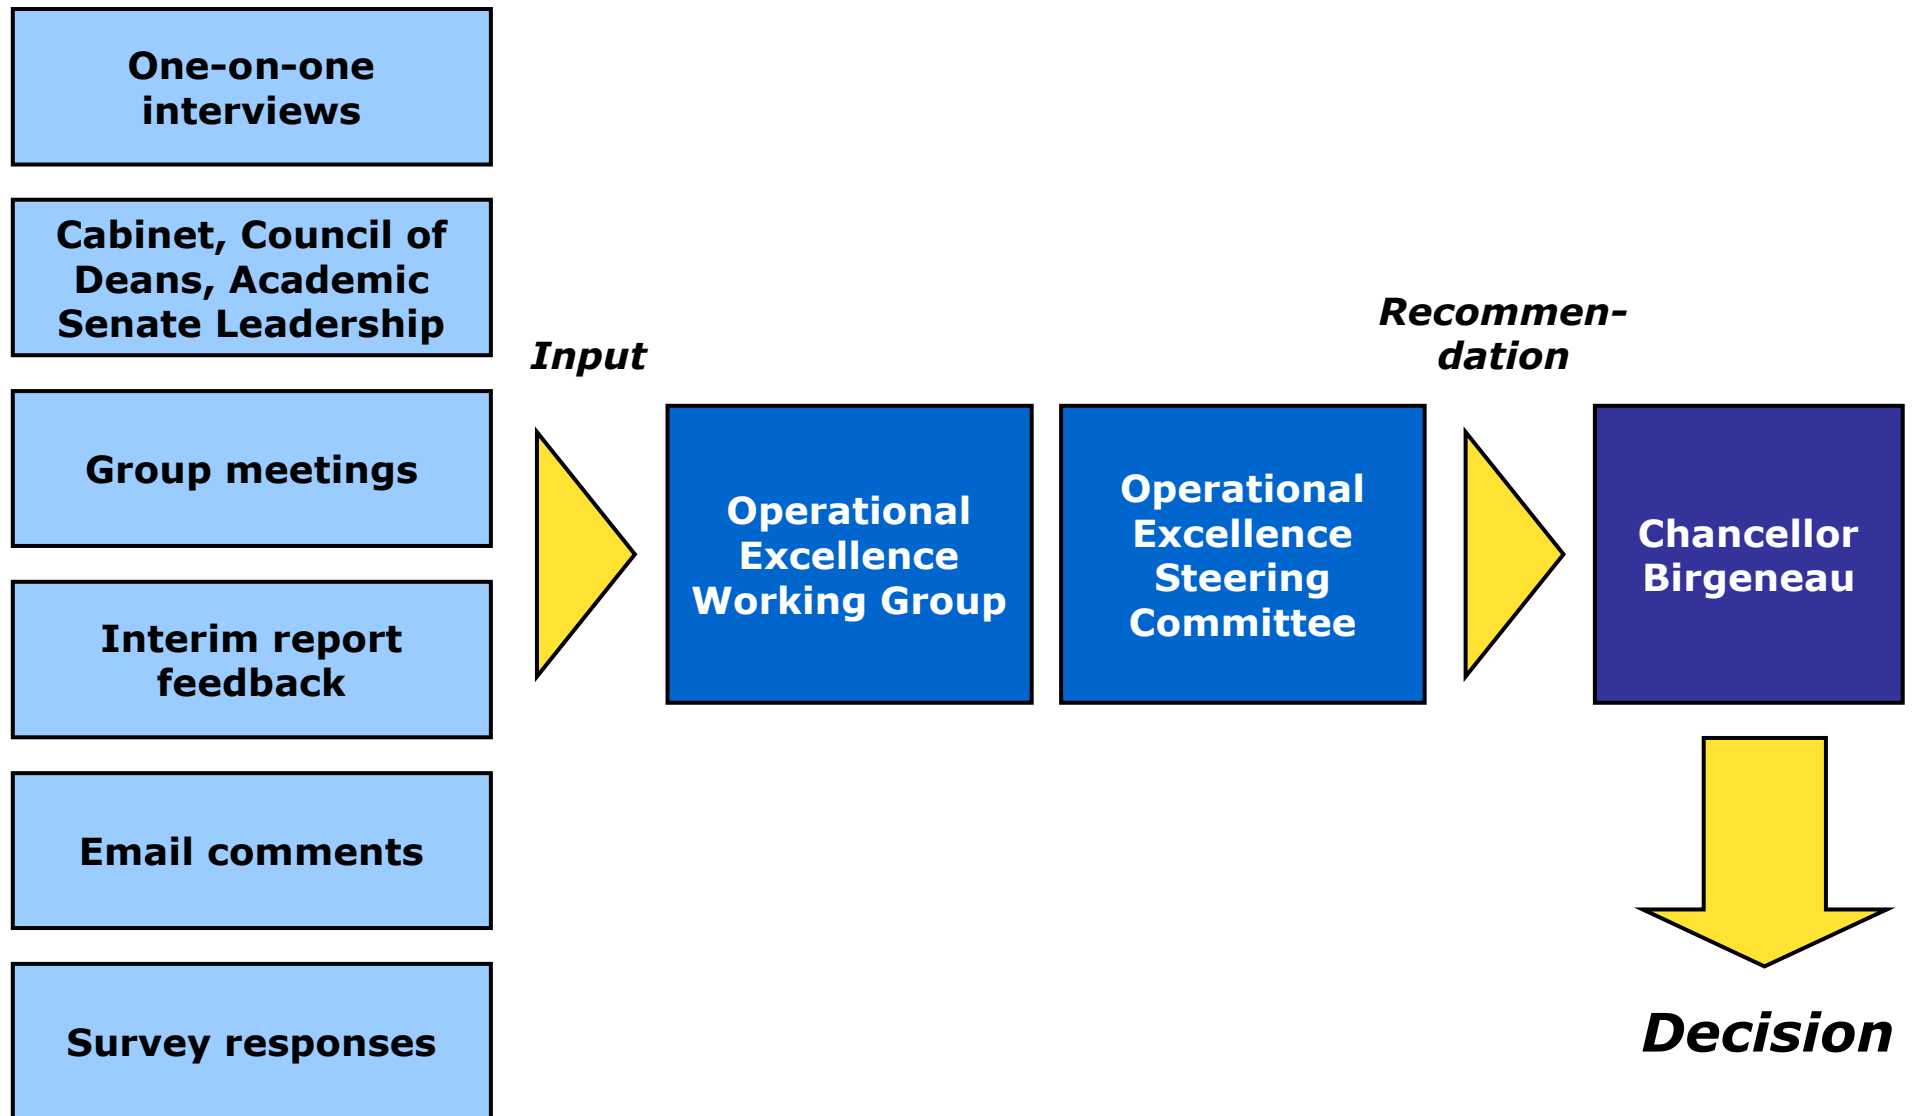 One-on-one
interviews
Cabinet, Council of
Deans, Academic
Senate Leadership
Group meetings
Interim report
feedback
Email comments
Survey responses
Input
Operational
Excellence
Working Group
Operational
Excellence
Steering
Committee
Recommen-
dation
Chancellor
Birgeneau
Decision